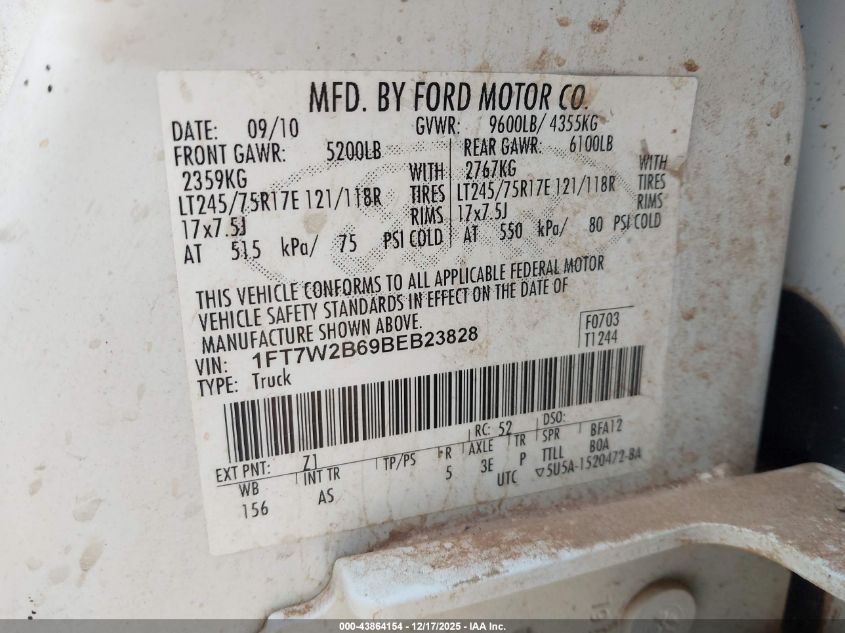 MFD. BY FORD MOTOR CO.
DATE: 09/10 GVWR: 9600LB/ 4355KG
FRONT GAWR: 5200LB REAR GAWR: 6100LB
2359KG WITH 2767KG WITH
LT245/75R17E 121/118R TIRES LT245/75R17E 121/118R TIRES
17x7.5J RIMS 17x7.5J RIMS
AT 515 kPa/ 75 PSI COLD AT 550 kPa/ 80 PSI COLD
THIS VEHICLE CONFORMS TO ALL APPLICABLE FEDERAL MOTOR
VEHICLE SAFETY STANDARDS IN EFFECT ON THE DATE OF
MANUFACTURE SHOWN ABOVE.
VIN: 1FT7W2B69BEB23828 F0703
TYPE: Truck T1244
EXT PNT: Z1 RC: 52 DSO:
WB INT TR TP/PS R AXLE TR SPR BFA12
156 AS 5 3E P TTLL BOA
UTC ▽5U5A-1520472-BA
000-43864154 - 12/17/2025 - IAA Inc.